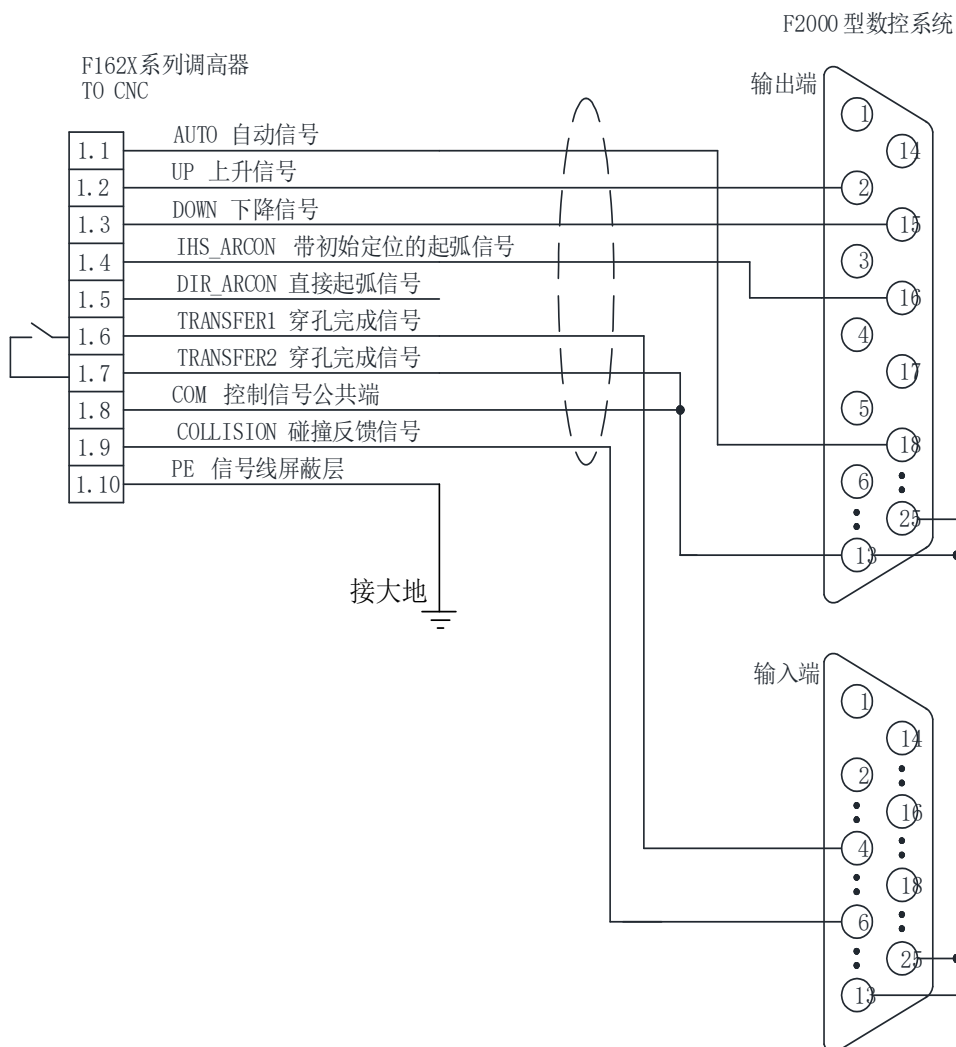 F2000型数控系统
F162X系列调高器
TO CNC
1.1
AUTO 自动信号
1.2
UP 上升信号
1.3
DOWN 下降信号
1.4
IHS_ARCON 带初始定位的起弧信号
1.5
DIR_ARCON 直接起弧信号
1.6
TRANSFER1 穿孔完成信号
1.7
TRANSFER2 穿孔完成信号
1.8
COM 控制信号公共端
1.9
COLLISION 碰撞反馈信号
1.10
PE 信号线屏蔽层
接大地
输出端
1
14
2
15
3
16
4
17
5
18
6
25
13
输入端
1
14
2
16
4
18
6
25
13